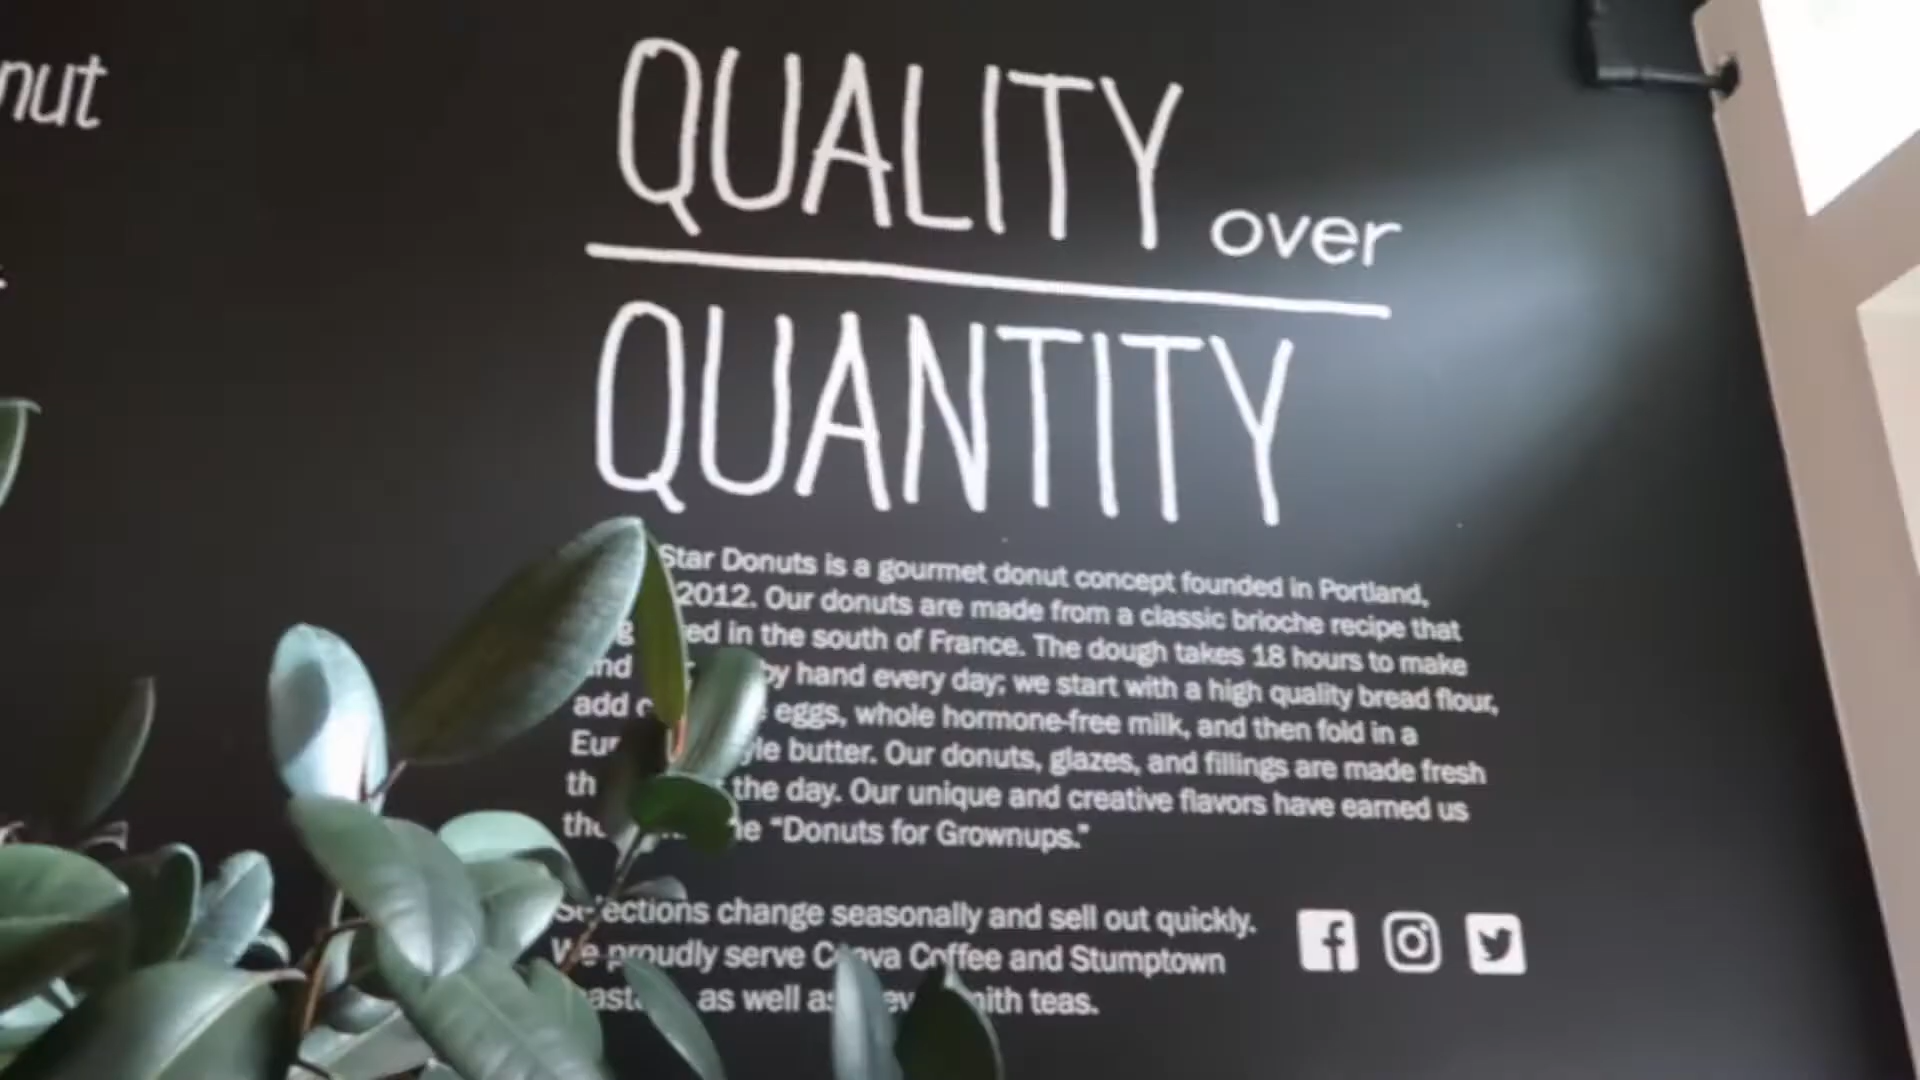 nut
QUALITY over
QUANTITY
Star Donuts is a gourmet donut concept founded in Portland,
2012. Our donuts are made from a classic brioche recipe that
in the south of France. The dough takes 18 hours to make
by hand every day; we start with a high quality bread flour,
add eggs, whole hormone-free milk, and then fold in a
butter. Our donuts, glazes, and fillings are made fresh
the day. Our unique and creative flavors have earned us
"Donuts for Grownups."
Selections change seasonally and sell out quickly.
We proudly serve Coffee and Stumptown
as well as teas.